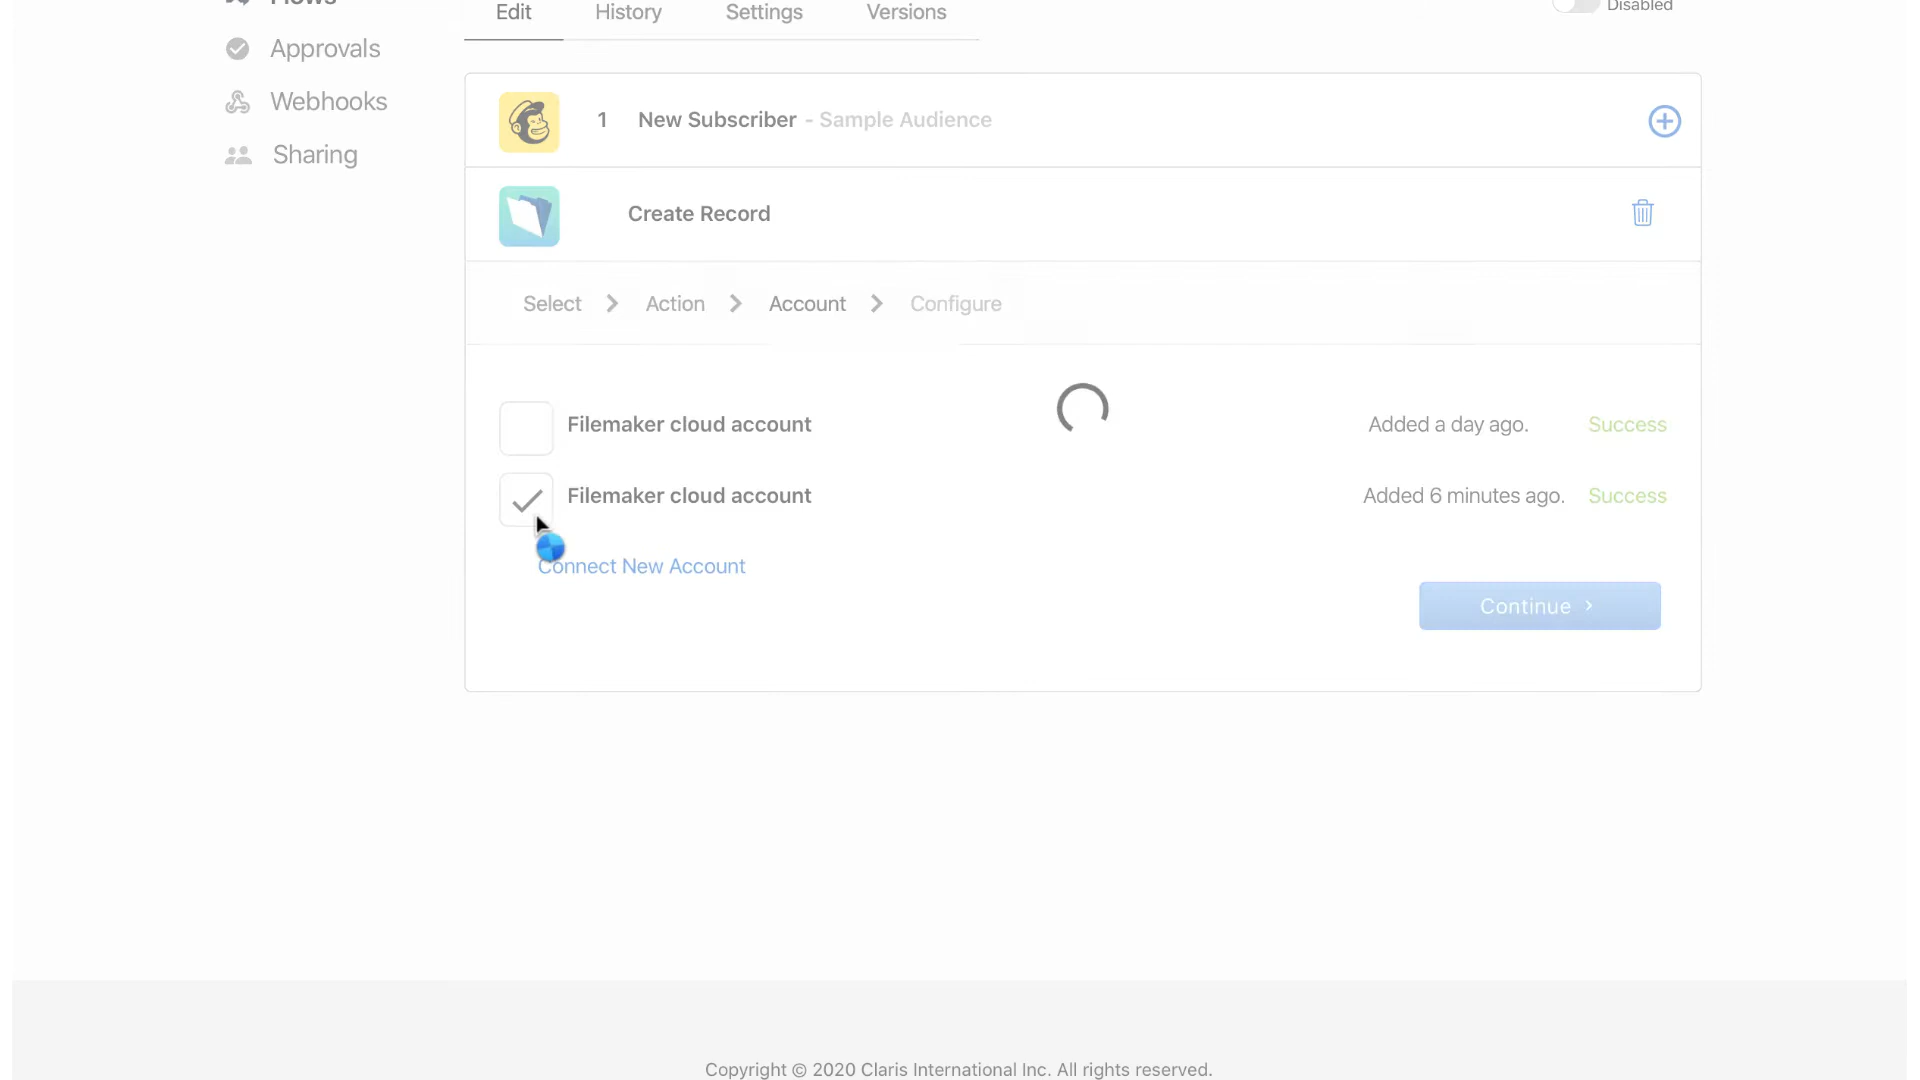 Flows
Approvals
Webhooks
Sharing
Edit History Settings Versions
Disabled
1 New Subscriber - Sample Audience
Create Record
Select Action Account Configure
Filemaker cloud account Added a day ago. Success
Filemaker cloud account Added 6 minutes ago. Success
Connect New Account
Continue
Copyright © 2020 Claris International Inc. All rights reserved.